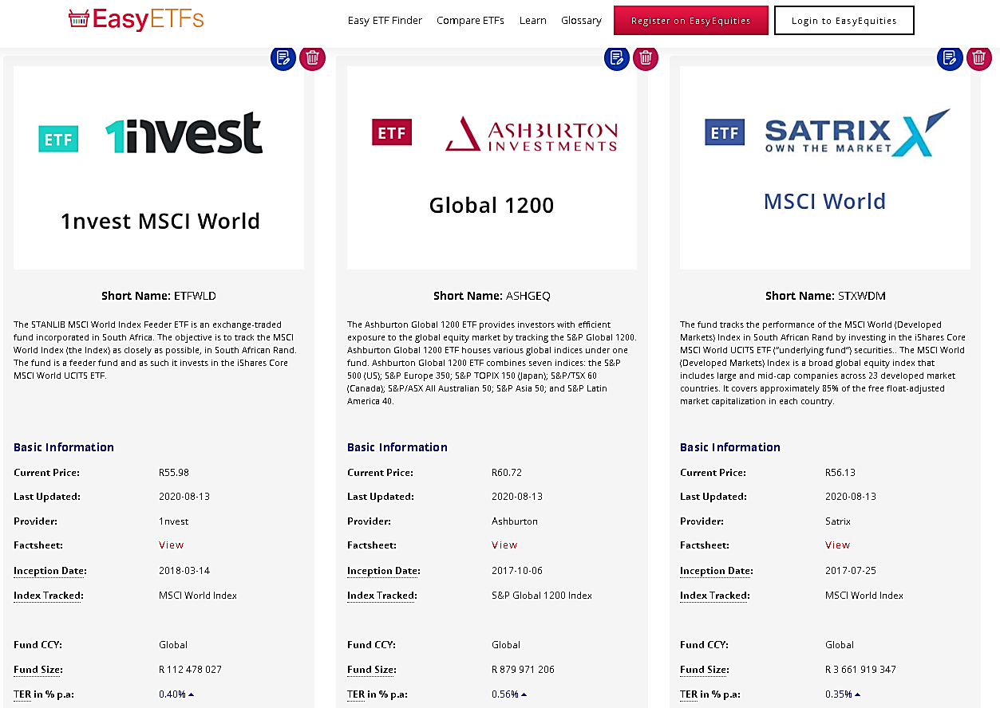 EasyETFs
Easy ETF Finder
Compare ETFs
Learn
Glossary
Register on EasyEquities
Login to EasyEquities
ETF
1nvest
1nvest MSCI World
Short Name: ETFWLD
The STANLIB MSCI World Index Feeder ETF is an exchange-traded
fund incorporated in South Africa. The objective is to track the MSCI
World Index (the Index) as closely as possible, in South African Rand.
The fund is a feeder fund and as such it invests in the iShares Core
MSCI World UCITS ETF.
Basic Information
Current Price: R55.98
Last Updated: 2020-08-13
Provider: 1nvest
Factsheet: View
Inception Date: 2018-03-14
Index Tracked: MSCI World Index
Fund CCY: Global
Fund Size: R 112 478 027
TER in % p.a: 0.40%
ETF
ASHBURTON
INVESTMENTS
Global 1200
Short Name: ASHGEQ
The Ashburton Global 1200 ETF provides investors with efficient
exposure to the global equity market by tracking the S&P Global 1200.
Ashburton Global 1200 ETF houses various global indices under one
fund. Ashburton Global 1200 ETF combines seven indices: the S&P
500 (US); S&P Europe 350; S&P TOPIX 150 (Japan); S&P/TSX 60
(Canada); S&P/ASX All Australian 50; S&P Asia 50; and S&P Latin
America 40.
Basic Information
Current Price: R60.72
Last Updated: 2020-08-13
Provider: Ashburton
Factsheet: View
Inception Date: 2017-10-06
Index Tracked: S&P Global 1200 Index
Fund CCY: Global
Fund Size: R 879 971 206
TER in % p.a: 0.56%
ETF
SATRIX
OWN THE MARKET
MSCI World
Short Name: STXWDM
The fund tracks the performance of the MSCI World (Developed
Markets) Index in South African Rand by investing in the iShares Core
MSCI World UCITS ETF ("underlying fund") securities.. The MSCI World
(Developed Markets) Index is a broad global equity index that
includes large and mid-cap companies across 23 developed market
countries. It covers approximately 85% of the free float-adjusted
market capitalization in each country.
Basic Information
Current Price: R56.13
Last Updated: 2020-08-13
Provider: Satrix
Factsheet: View
Inception Date: 2017-07-25
Index Tracked: MSCI World Index
Fund CCY: Global
Fund Size: R 3 661 919 347
TER in % p.a: 0.35%